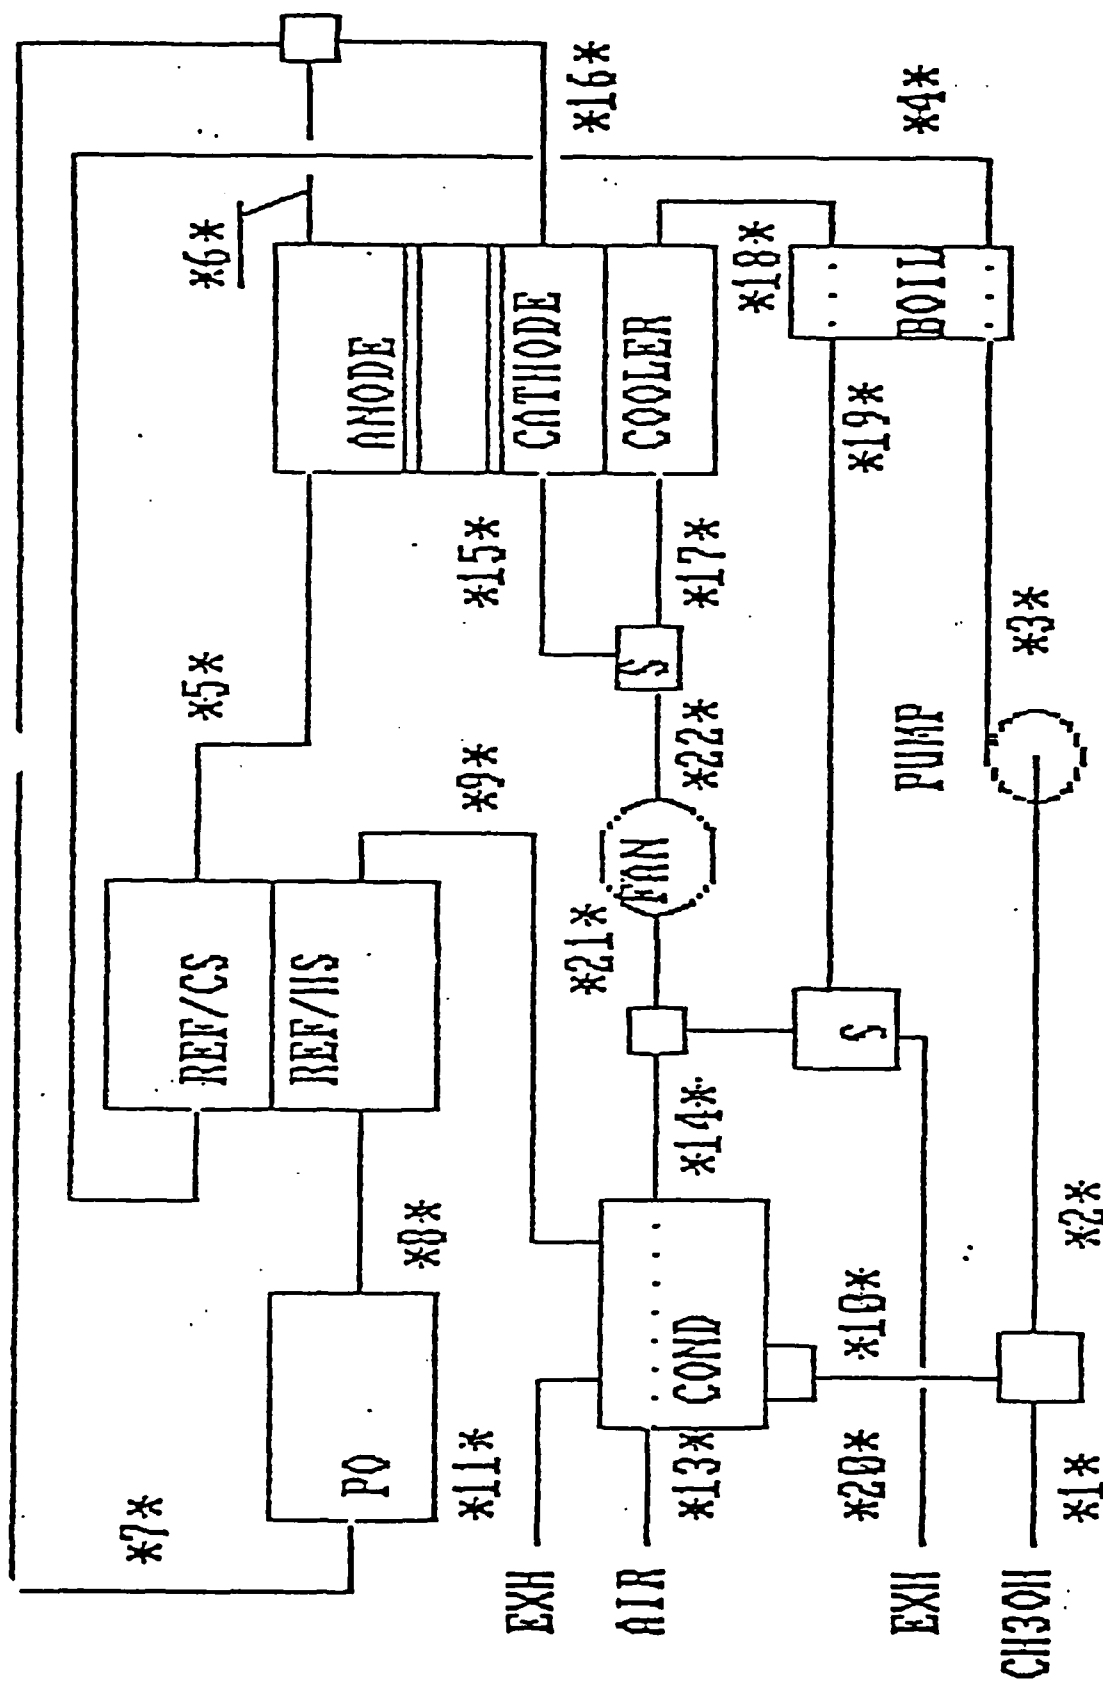 *7*
REF/CS *5* *6*
REF/HS
PO ANODE
*8*
*11* *9* *15*
EXH CATHODE
*21* *16*
AIR S FAN COOLER
*13* COND *14* *22* *17*
*18*
*20* *10* S *19*
EXH PUMP BOIL *4*
CH3OH *3*
*1* *2*